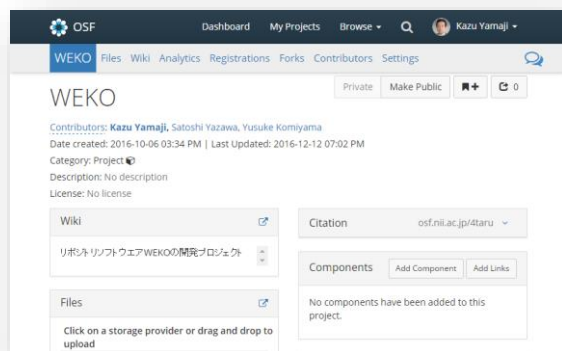 OSF Dashboard My Projects Browse Kazu Yamaji
WEKO Files Wiki Analytics Registrations Forks Contributors Settings
WEKO
Private Make Public 0
Contributors: Kazu Yamaji, Satoshi Yazawa, Yusuke Komiyama
Date created: 2016-10-06 03:34 PM | Last Updated: 2016-12-12 07:02 PM
Category: Project
Description: No description
License: No license
Wiki
リポジトリソフトウエアWEKOの開発プロジェクト
Files
Click on a storage provider or drag and drop to
upload
Citation osf.nii.ac.jp/4taru
Components Add Component Add Links
No components have been added to this
project.